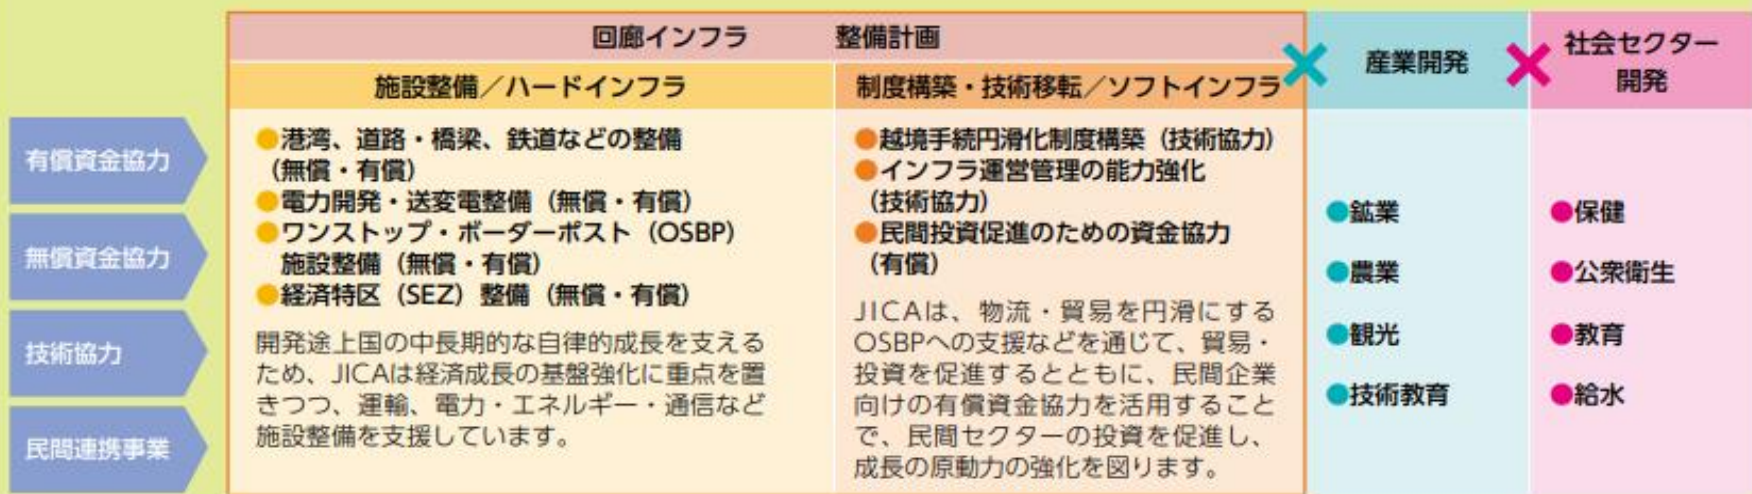 回廊インフラ 整備計画
施設整備／ハードインフラ
制度構築・技術移転／ソフトインフラ
産業開発
社会セクター
開発
有償資金協力
無償資金協力
技術協力
民間連携事業
●港湾、道路・橋梁、鉄道などの整備
（無償・有償）
●電力開発・送変電整備（無償・有償）
●ワンストップ・ボーダーポスト（OSBP）
施設整備（無償・有償）
●経済特区（SEZ）整備（無償・有償）
開発途上国の中長期的な自律的成長を支える
ため、JICAは経済成長の基盤強化に重点を置
きつつ、運輸、電力・エネルギー・通信など
施設整備を支援しています。
●越境手続円滑化制度構築（技術協力）
●インフラ運営管理の能力強化
（技術協力）
●民間投資促進のための資金協力
（有償）
JICAは、物流・貿易を円滑にする
OSBPへの支援などを通じて、貿易・
投資を促進するとともに、民間企業
向けの有償資金協力を活用すること
で、民間セクターの投資を促進し、
成長の原動力の強化を図ります。
●鉱業
●農業
●観光
●技術教育
●保健
●公衆衛生
●教育
●給水